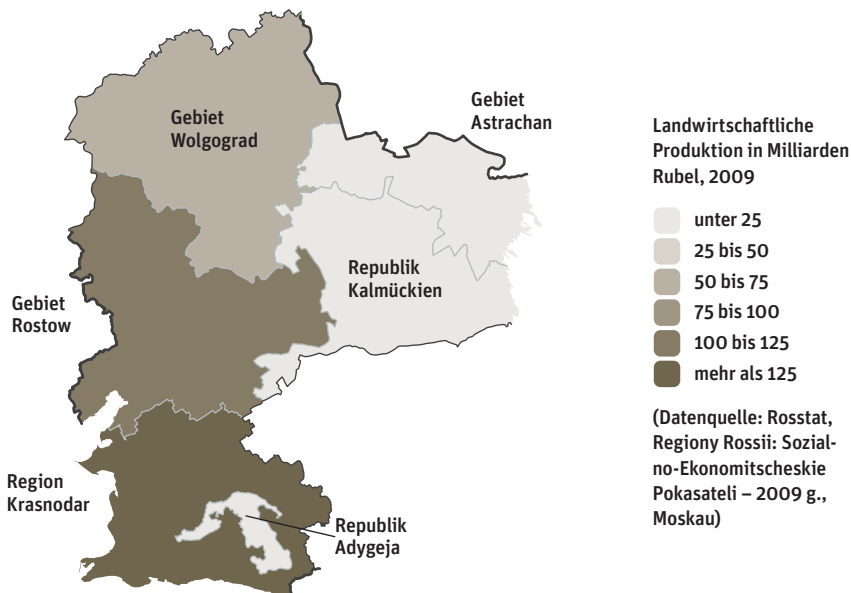 Gebiet
Wolgograd
Gebiet
Astrachan
Republik
Kalmückien
Gebiet
Rostow
Region
Krasnodar
Republik
Adygeja
Landwirtschaftliche
Produktion in Milliarden
Rubel, 2009
unter 25
25 bis 50
50 bis 75
75 bis 100
100 bis 125
mehr als 125
(Datenquelle: Rosstat,
Regiony Rossii: Sozial-
no-Ekonomitscheskie
Pokasateli – 2009 g.,
Moskau)